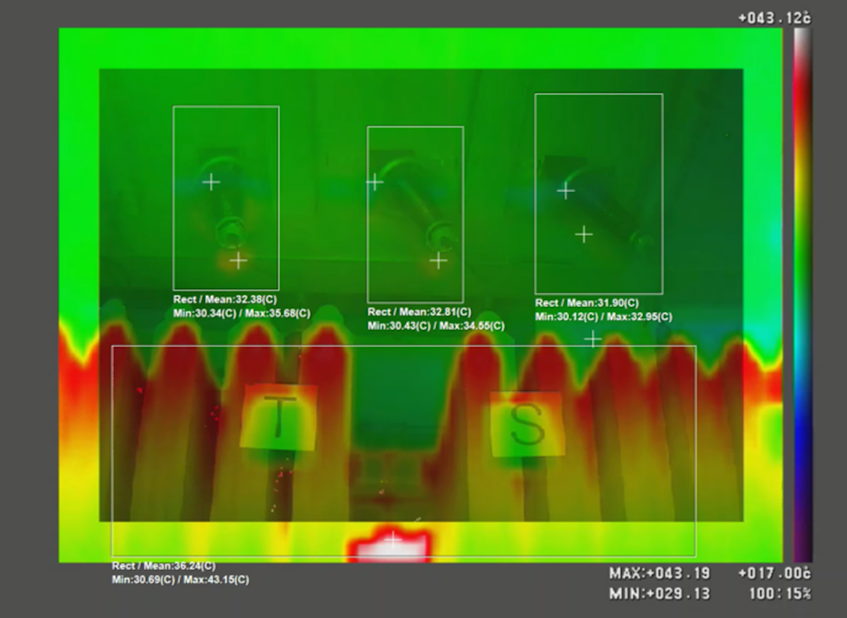 +043.12c
Rect / Mean:32.38(C)
Min:30.34(C) / Max:35.68(C)
Rect / Mean:32.81(C)
Min:30.43(C) / Max:34.55(C)
Rect / Mean:31.90(C)
Min:30.12(C) / Max:32.95(C)
T
S
Rect / Mean:36.24(C)
Min:30.69(C) / Max:43.15(C)
MAX:+043.19 +017.00c
MIN:+029.13 100:15%